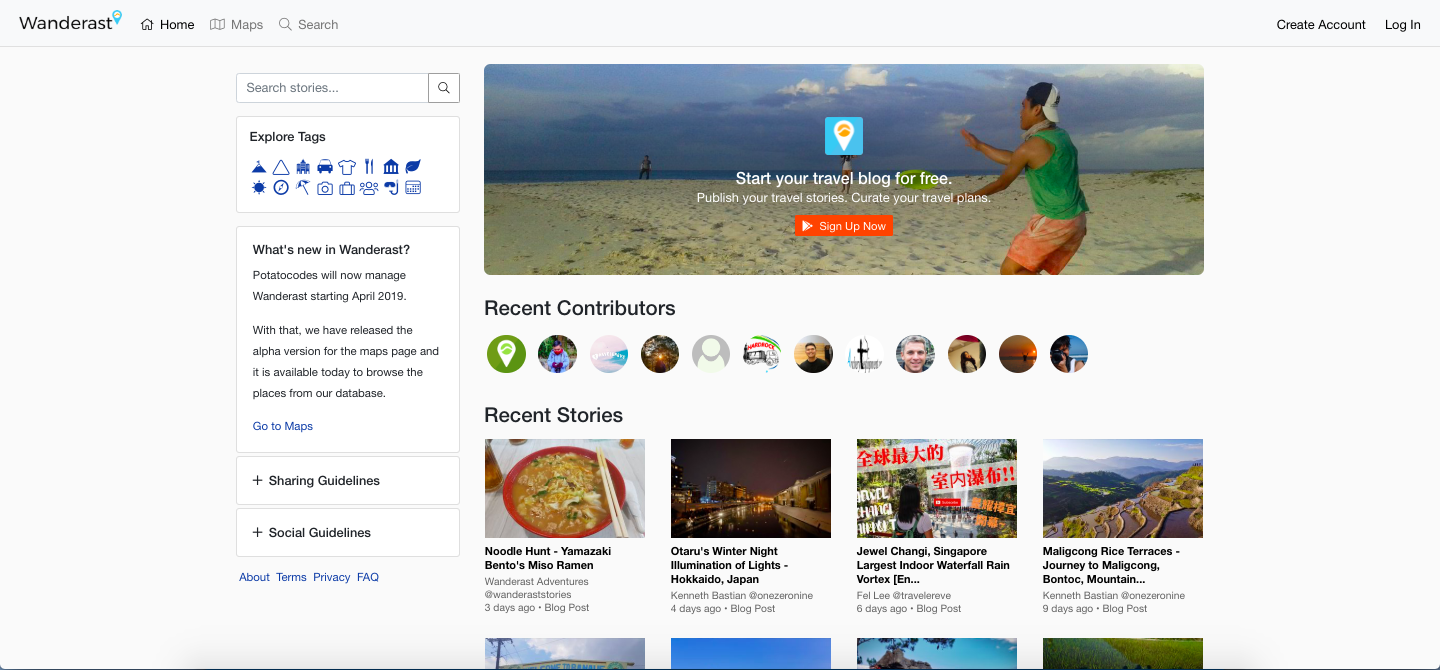 Wanderast
Home
Maps
Search
Create Account
Log In
Search stories...
Explore Tags
What's new in Wanderast?
Potatocodes will now manage
Wanderast starting April 2019.
With that, we have released the
alpha version for the maps page and
it is available today to browse the
places from our database.
Go to Maps
+ Sharing Guidelines
+ Social Guidelines
About Terms Privacy FAQ
Start your travel blog for free.
Publish your travel stories. Curate your travel plans.
Sign Up Now
Recent Contributors
HARDROCK
Recent Stories
Noodle Hunt - Yamazaki
Bento's Miso Ramen
Wanderast Adventures
@wanderaststories
3 days ago • Blog Post
Otaru's Winter Night
Illumination of Lights -
Hokkaido, Japan
Kenneth Bastian @onezeronine
4 days ago • Blog Post
全球最大的
室内瀑布!!
JEWEL
CHANGI
AIRPORT
Jewel Changi, Singapore
Largest Indoor Waterfall Rain
Vortex [En...
Fel Lee @travelereve
6 days ago • Blog Post
Maligcong Rice Terraces -
Journey to Maligcong,
Bontoc, Mountain...
Kenneth Bastian @onezeronine
9 days ago • Blog Post